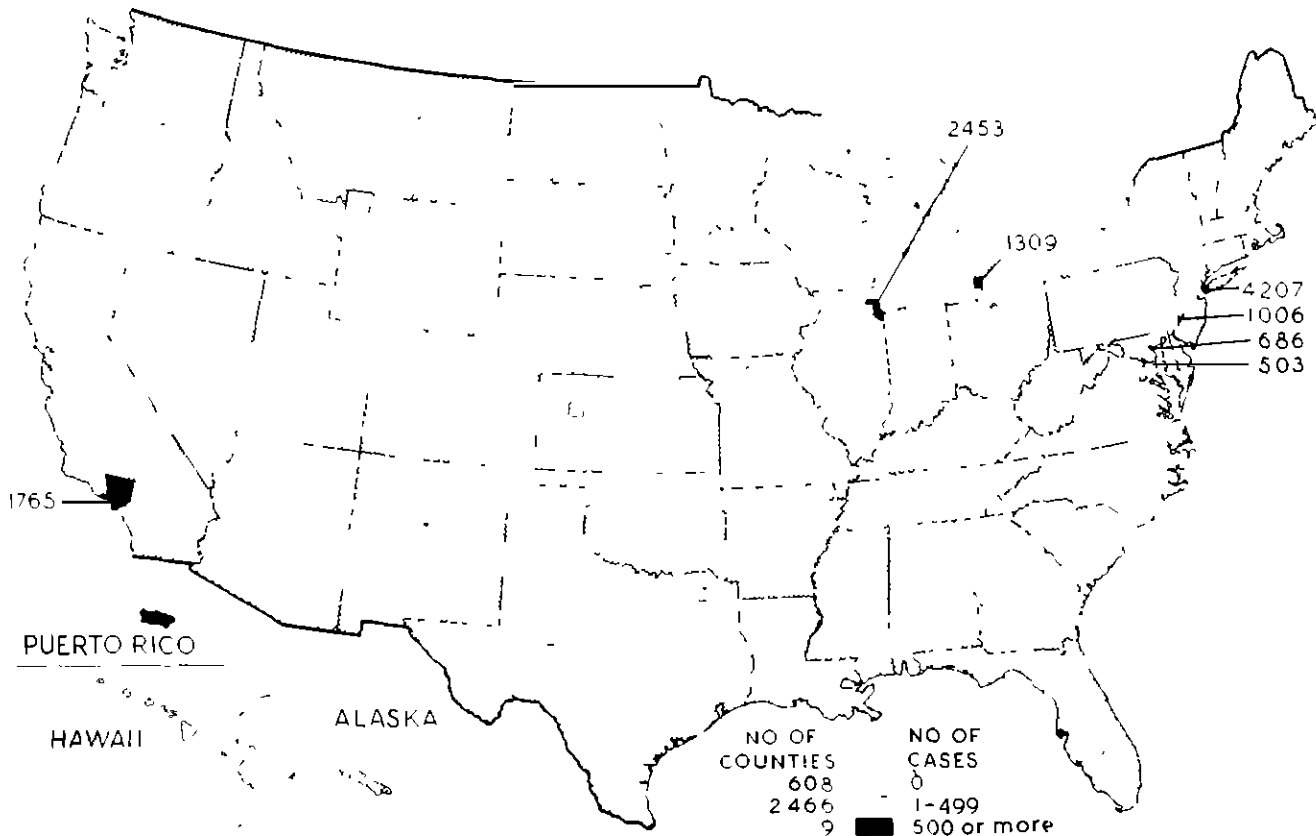 2453
1309
4207
1006
686
503
1765
PUERTO RICO
HAWAII
ALASKA
NO OF COUNTIES NO OF CASES
608 0
2466 - 1-499
9 500 or more